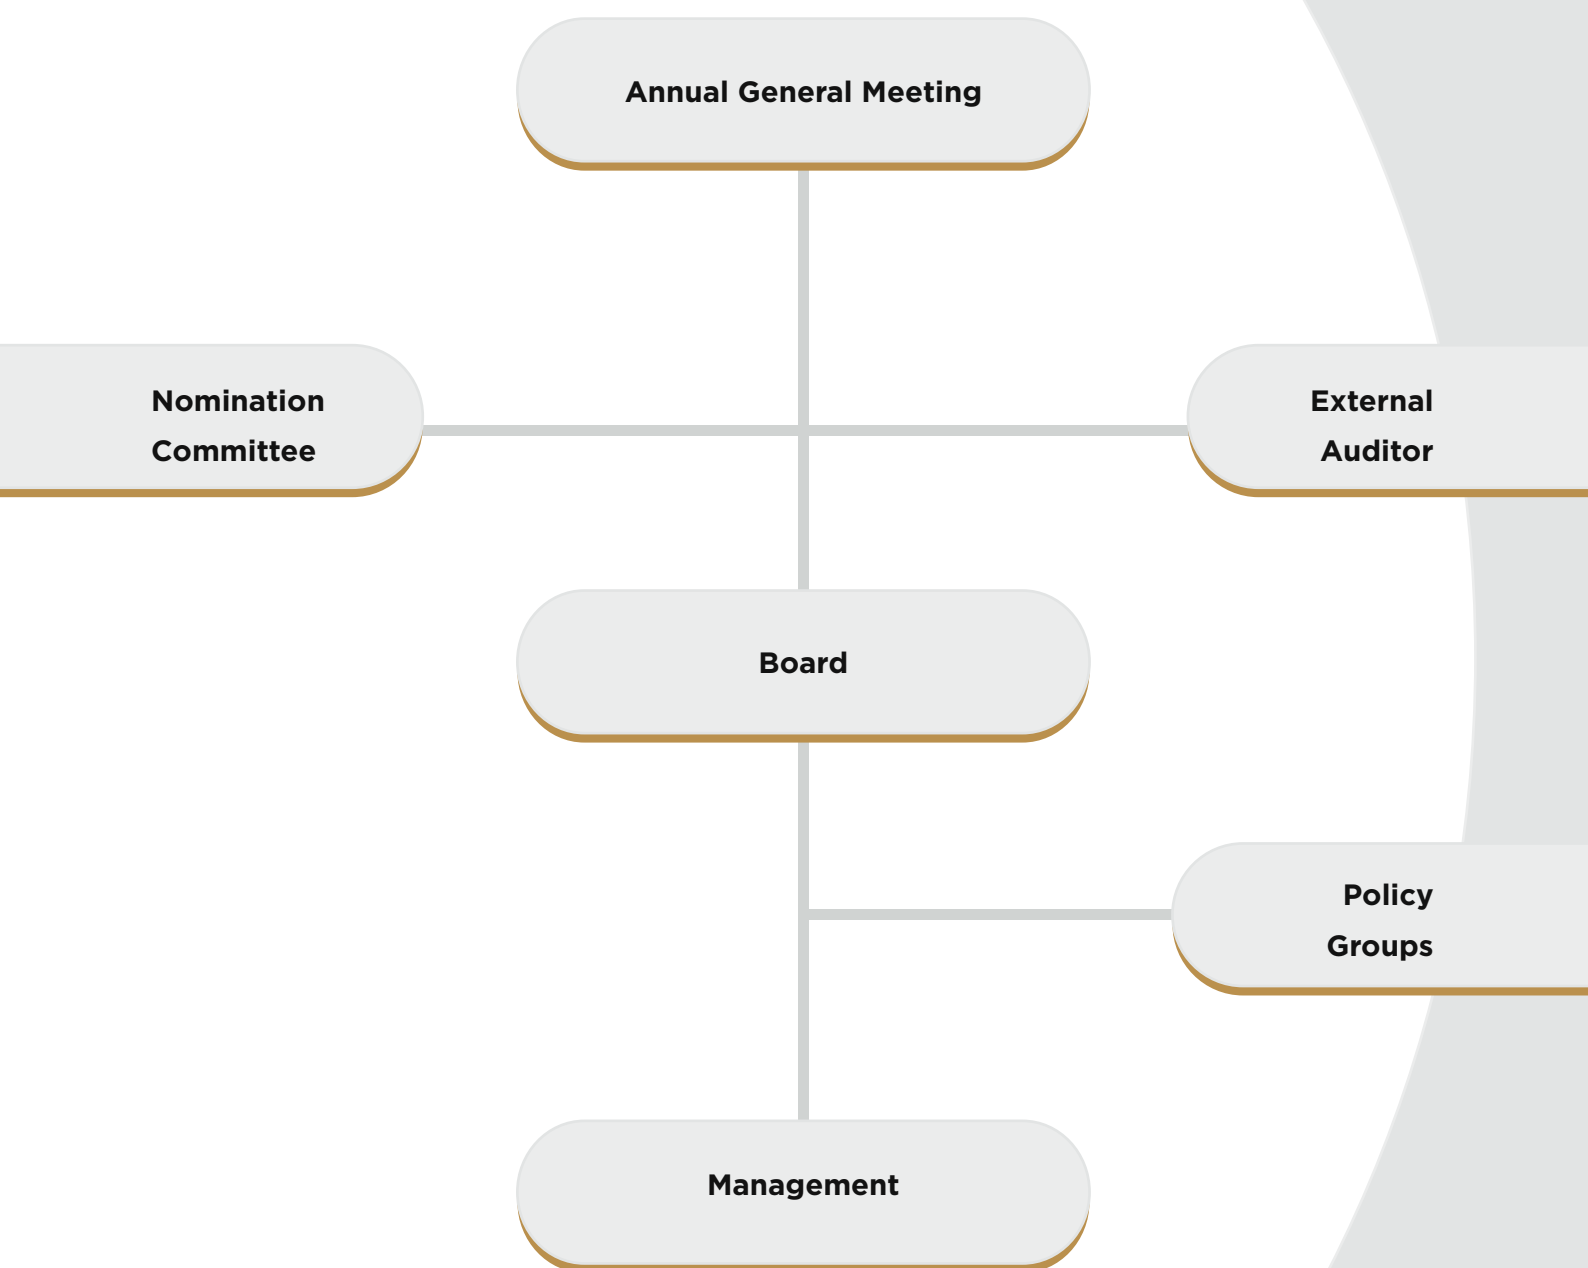 Annual General Meeting
Nomination
Committee
External
Auditor
Board
Policy
Groups
Management